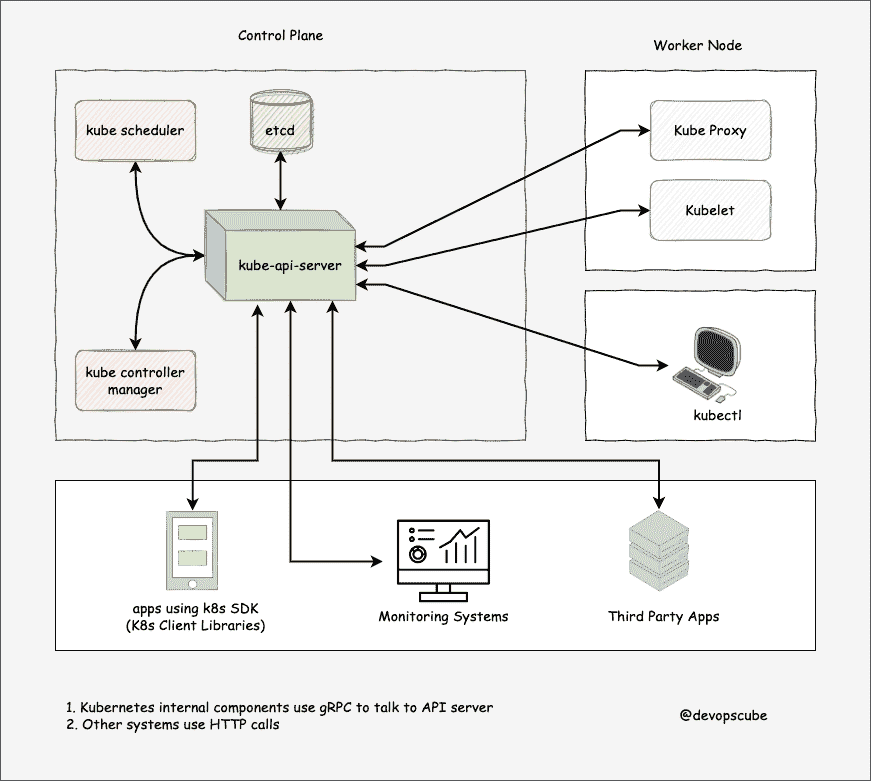 Control Plane
Worker Node
kube scheduler
etcd
Kube Proxy
Kubelet
kube-api-server
kube controller
manager
kubectl
apps using k8s SDK
(K8s Client Libraries)
Monitoring Systems
Third Party Apps
1. Kubernetes internal components use gRPC to talk to API server
2. Other systems use HTTP calls
@devopscube